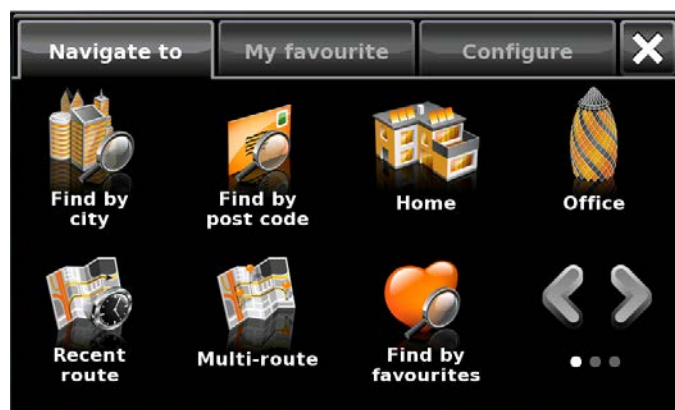 Navigate to
My favourite
Configure
Find by
city
Find by
post code
Home
Office
Recent
route
Multi-route
Find by
favourites